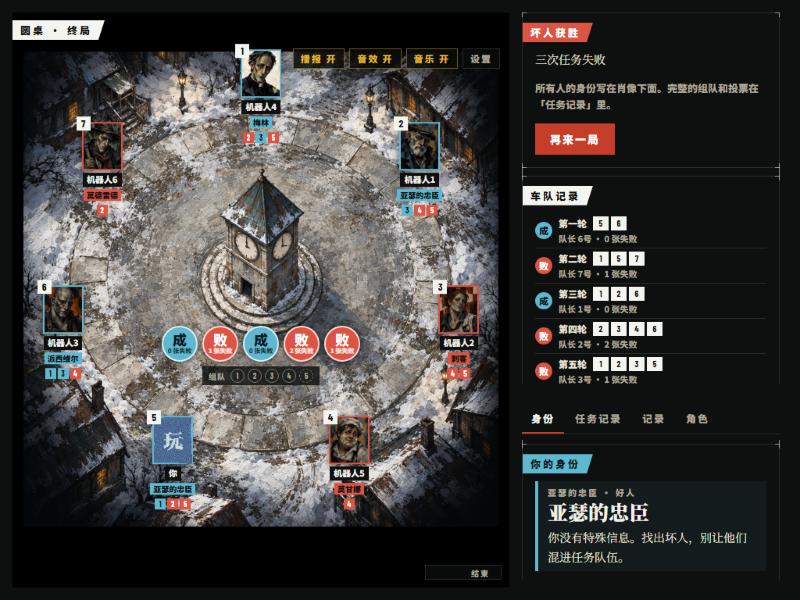 圆桌 · 终局
播报 开
音效 开
音乐 开
设置
1
机器人4
梅林
2 3 5
7
机器人6
莫德雷德
2
2
机器人1
亚瑟的忠臣
3 4 5
6
机器人3
派西维尔
1 3 4
3
机器人2
刺客
4 5
成
0 张失败
败
1 张失败
成
0 张失败
败
2 张失败
败
1 张失败
组队 1 2 3 4 5
5
玩
你
亚瑟的忠臣
1 2 5
4
机器人5
莫甘娜
4
结束
坏人获胜
三次任务失败
所有人的身份写在肖像下面。完整的组队和投票在
「任务记录」里。
再来一局
车队记录
成 第一轮 5 6
队长 6号 · 0 张失败
败 第二轮 1 5 7
队长 7号 · 1 张失败
成 第三轮 1 2 6
队长 1号 · 0 张失败
败 第四轮 2 3 4 6
队长 2号 · 2 张失败
败 第五轮 1 2 3 5
队长 3号 · 1 张失败
身份 任务记录 记录 角色
你的身份
亚瑟的忠臣 · 好人
亚瑟的忠臣
你没有特殊信息。找出坏人，别让他们
混进任务队伍。